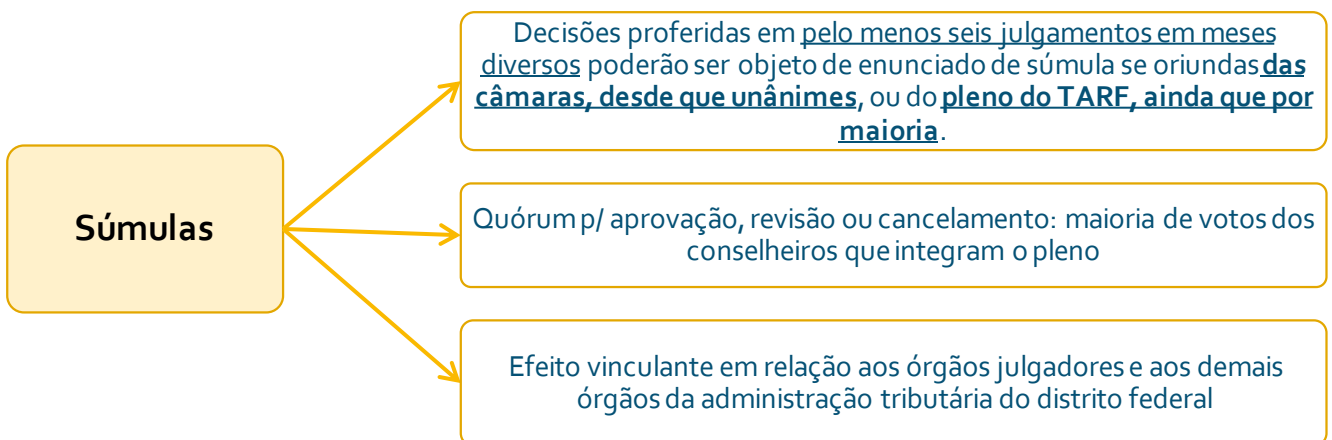 Súmulas
Decisões proferidas em pelo menos seis julgamentos em meses
diversos poderão ser objeto de enunciado de súmula se oriundas das
câmaras, desde que unânimes, ou do pleno do TARF, ainda que por
maioria.
Quórum p/ aprovação, revisão ou cancelamento: maioria de votos dos
conselheiros que integram o pleno
Efeito vinculante em relação aos órgãos julgadores e aos demais
órgãos da administração tributária do distrito federal